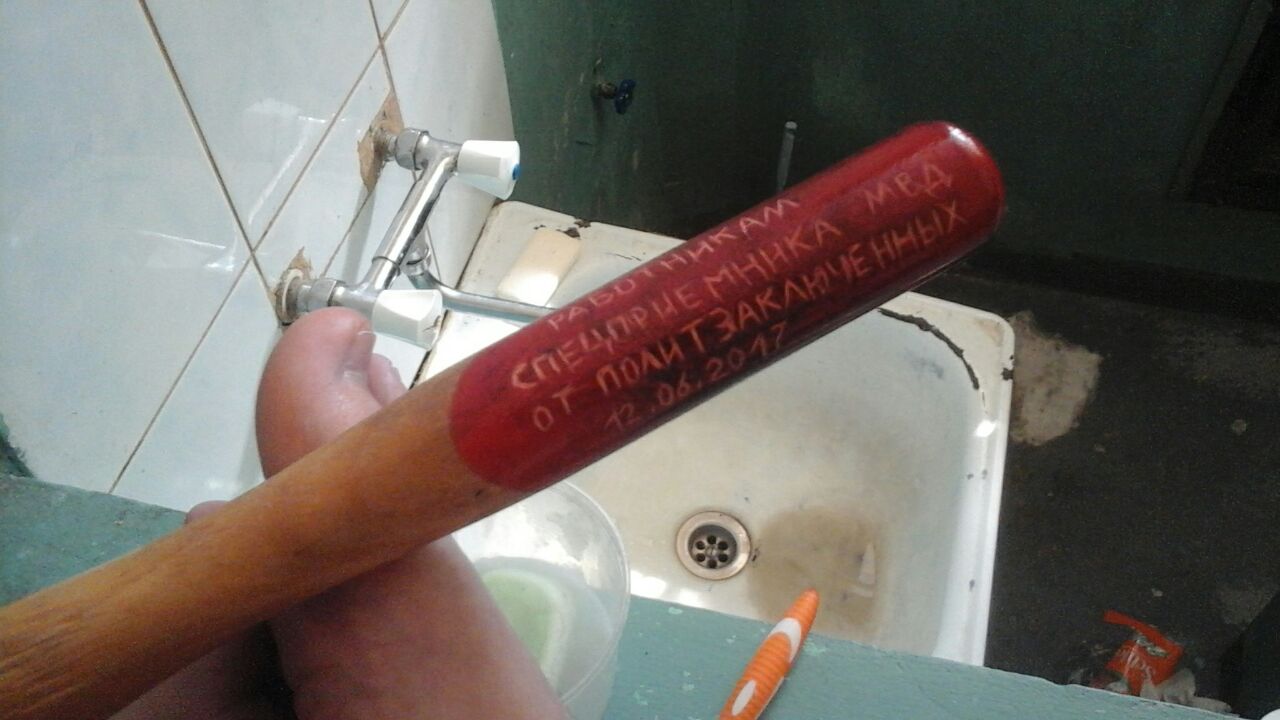 РАБОТНИКАМ
СПЕЦПРИЕМНИКА МВД
ОТ ПОЛИТЗАКЛЮЧЕННЫХ
12.06.2017